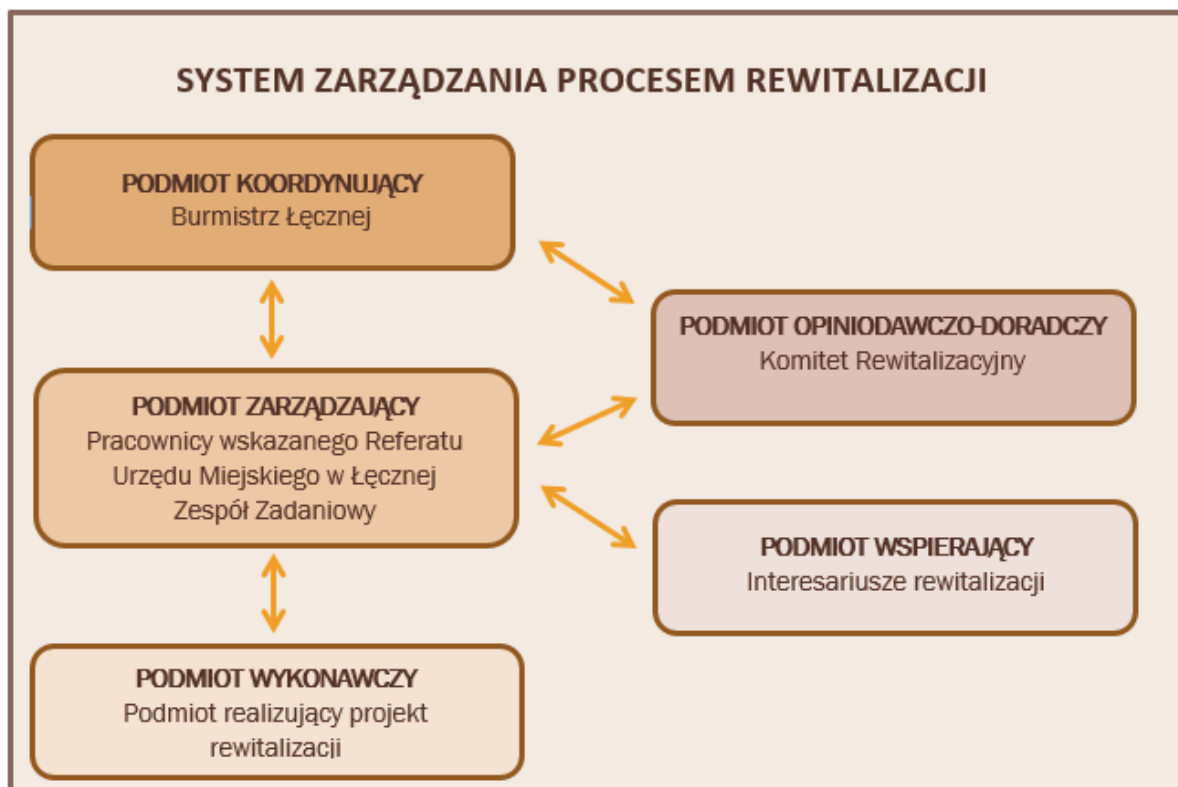 SYSTEM ZARZĄDZANIA PROCESEM REWITALIZACJI
PODMIOT KOORDYNUJĄCY
Burmistrz Łęcznej
PODMIOT OPINIODAWCZO-DORADCZY
Komitet Rewitalizacyjny
PODMIOT ZARZĄDZAJĄCY
Pracownicy wskazanego Referatu
Urzędu Miejskiego w Łęcznej
Zespół Zadaniowy
PODMIOT WSPIERAJĄCY
Interesariusze rewitalizacji
PODMIOT WYKONAWCZY
Podmiot realizujący projekt
rewitalizacji